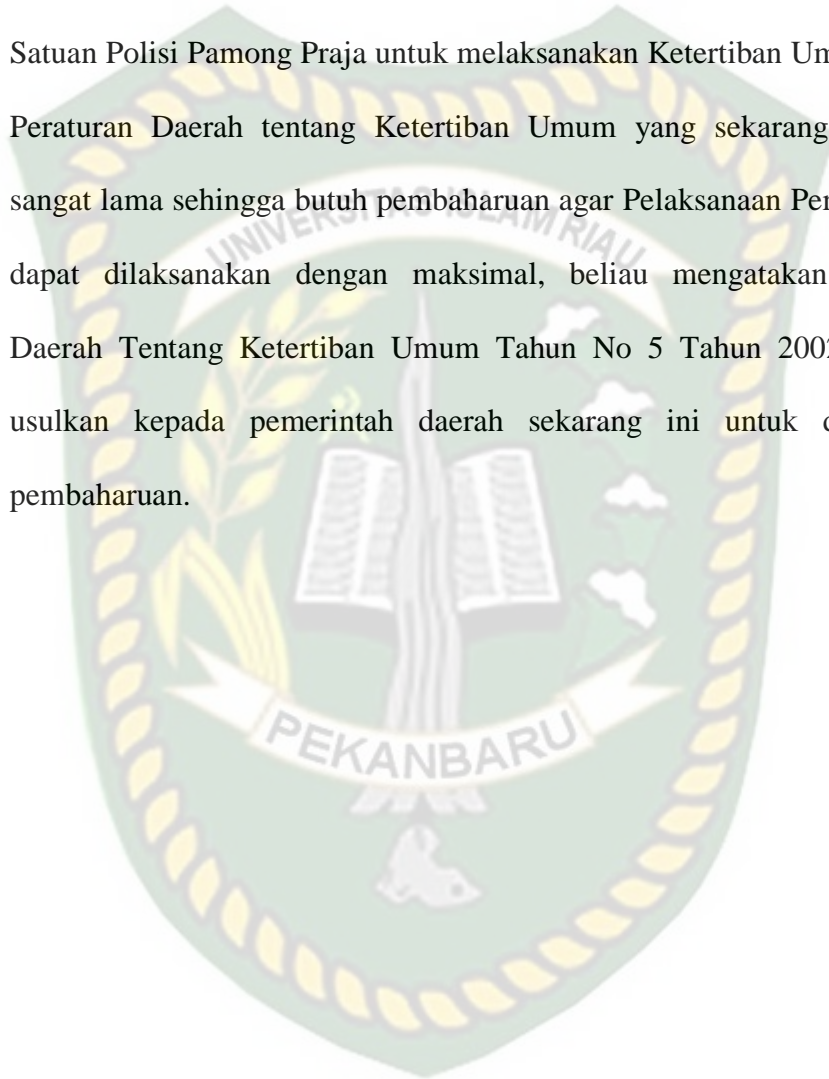 Satuan Polisi Pamong Praja untuk melaksanakan Ketertiban Um
Peraturan Daerah tentang Ketertiban Umum yang sekarang
sangat lama sehingga butuh pembaharuan agar Pelaksanaan Per
UNIVERSITAS ISLAM RIAU
dapat dilaksanakan dengan maksimal, beliau mengatakan
Daerah Tentang Ketertiban Umum Tahun No 5 Tahun 2002
usulkan kepada pemerintah daerah sekarang ini untuk d
pembaharuan.
PEKANBARU